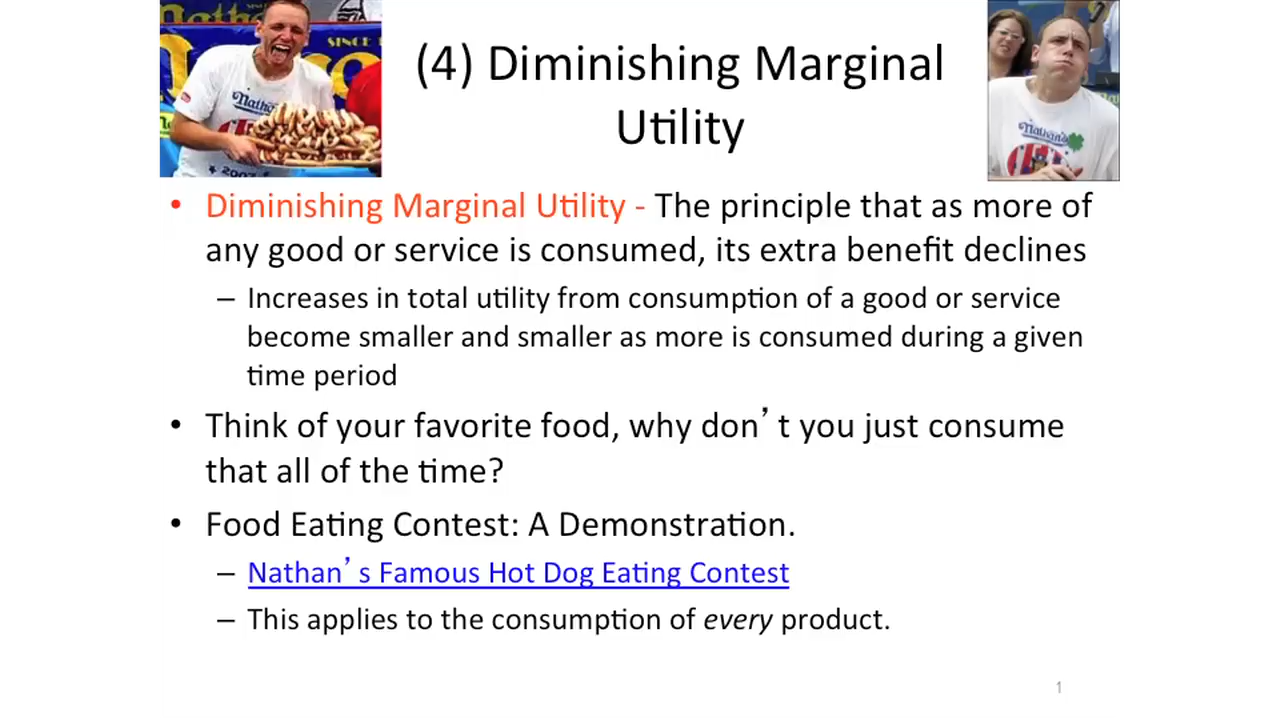 SINCE
Nathan's
2007
(4) Diminishing Marginal
Utility
Nathan's
• Diminishing Marginal Utility - The principle that as more of
any good or service is consumed, its extra benefit declines
– Increases in total utility from consumption of a good or service
become smaller and smaller as more is consumed during a given
time period
• Think of your favorite food, why don’t you just consume
that all of the time?
• Food Eating Contest: A Demonstration.
– Nathan’s Famous Hot Dog Eating Contest
– This applies to the consumption of every product.
1